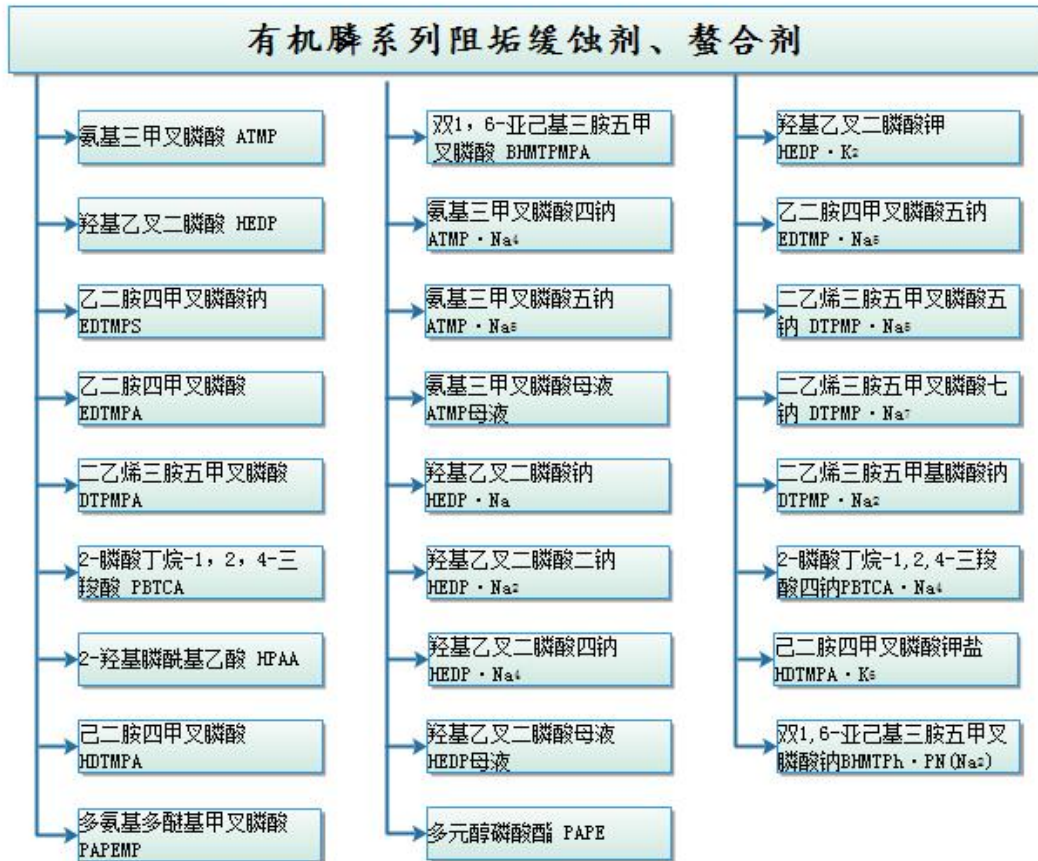 有机膦系列阻垢缓蚀剂、螯合剂
氨基三甲叉膦酸 ATMP
羟基乙叉二膦酸 HEDP
乙二胺四甲叉膦酸钠
EDTMPS
乙二胺四甲叉膦酸
EDTMPA
二乙烯三胺五甲叉膦酸
DTPMPA
2-膦酸丁烷-1，2，4-三
羧酸 PBTCA
2-羟基膦酰基乙酸 HPAA
己二胺四甲叉膦酸
HDTMPA
多氨基多醚基甲叉膦酸
PAPEMP
双1，6-亚己基三胺五甲
叉膦酸 BHMTPMPA
氨基三甲叉膦酸四钠
ATMP·Na₄
氨基三甲叉膦酸五钠
ATMP·Na₅
氨基三甲叉膦酸母液
ATMP母液
羟基乙叉二膦酸钠
HEDP·Na
羟基乙叉二膦酸二钠
HEDP·Na₂
羟基乙叉二膦酸四钠
HEDP·Na₄
羟基乙叉二膦酸母液
HEDP母液
多元醇磷酸酯 PAPE
羟基乙叉二膦酸钾
HEDP·K₂
乙二胺四甲叉膦酸五钠
EDTMP·Na₅
二乙烯三胺五甲叉膦酸五
钠 DTPMP·Na₅
二乙烯三胺五甲叉膦酸七
钠 DTPMP·Na₇
二乙烯三胺五甲基膦酸钠
DTPMP·Na₂
2-膦酸丁烷-1,2,4-三羧
酸四钠PBTCA·Na₄
己二胺四甲叉膦酸钾盐
HDTMPA·K₆
双1,6-亚己基三胺五甲叉
膦酸钠BHMTPh·PN(Na₂)